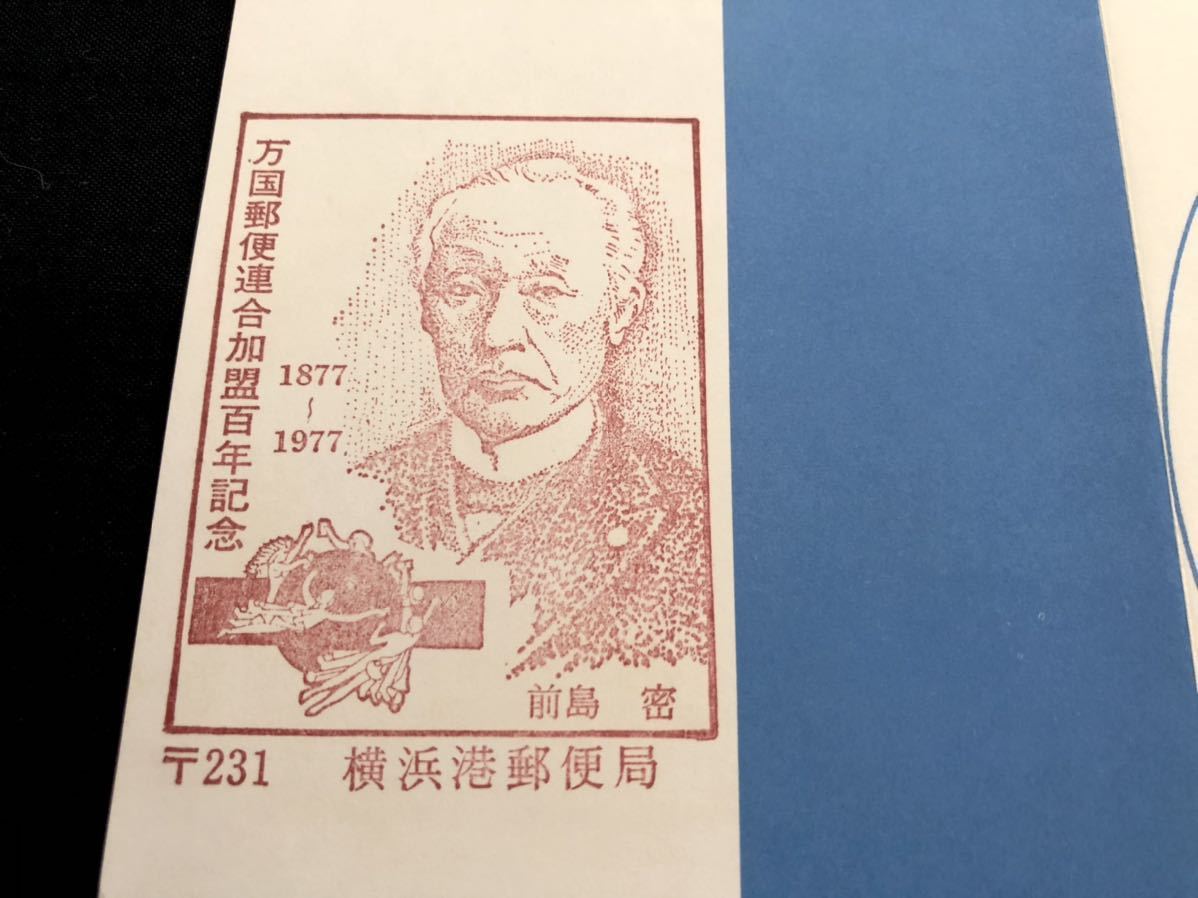 万国郵便連合加盟百年記念
1877
〜
1977
前島 密
〒231 横浜港郵便局